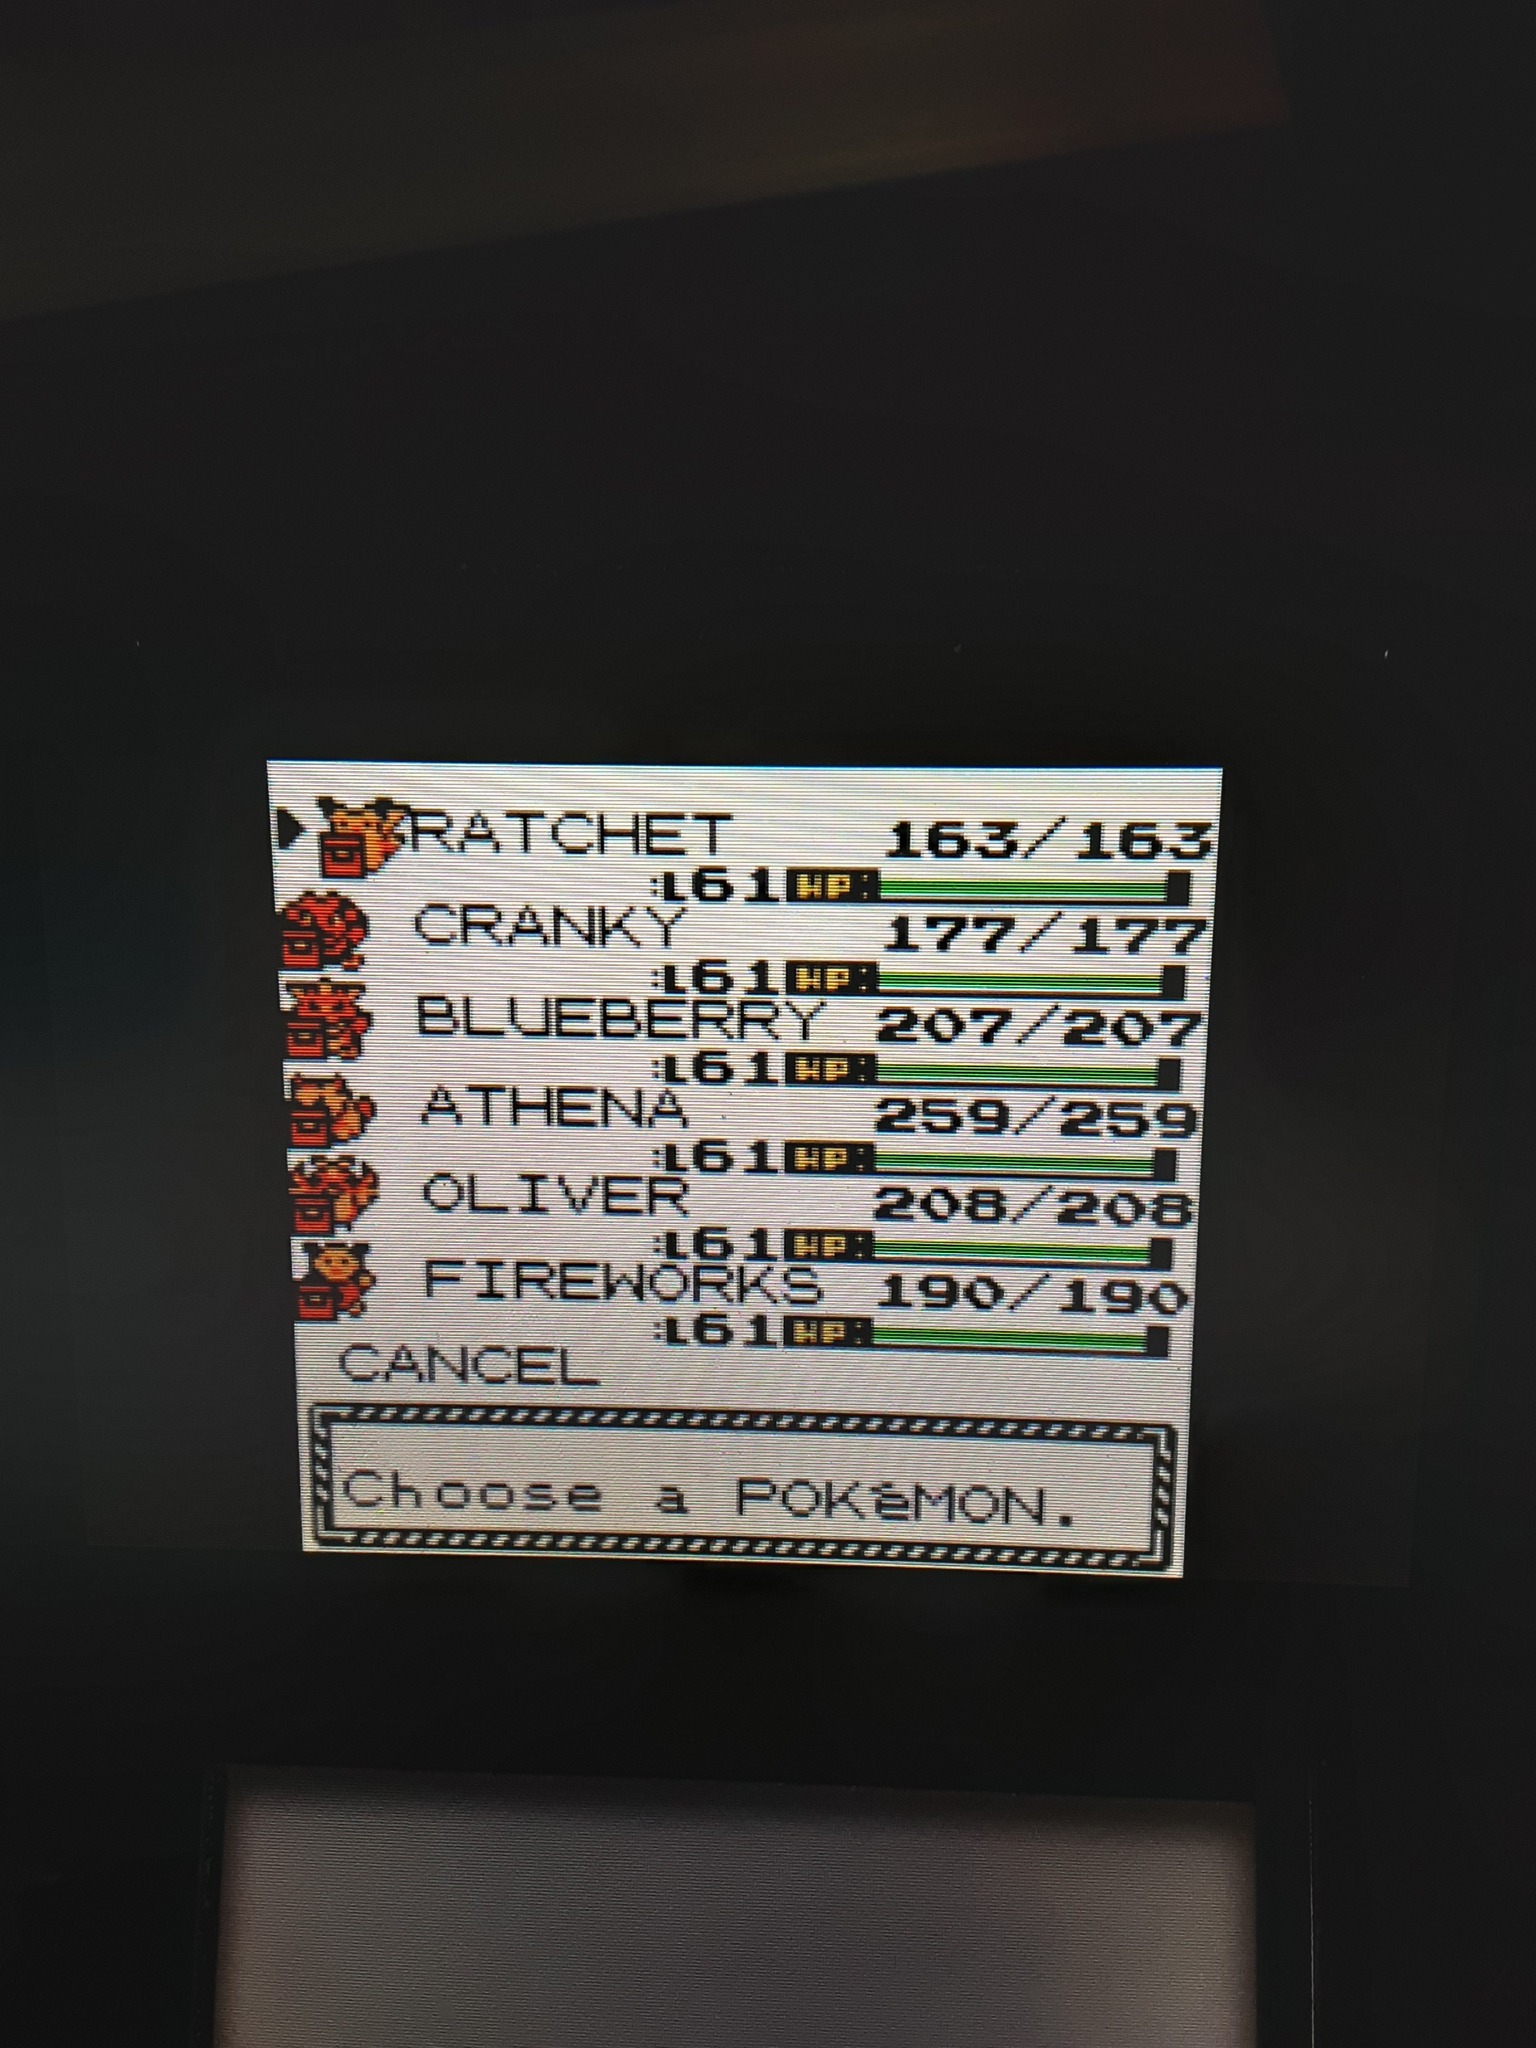 RATCHET 163/163
:L61 HP:
CRANKY 177/177
:L61 HP:
BLUEBERRY 207/207
:L61 HP:
ATHENA 259/259
:L61 HP:
OLIVER 208/208
:L61 HP:
FIREWORKS 190/190
:L61 HP:
CANCEL
Choose a POKéMON.